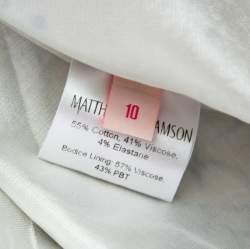 10
MATTH AMSON
55% Cotton, 41% Viscose,
4% Elastane
Bodice Lining: 57% Viscose,
43% PBT